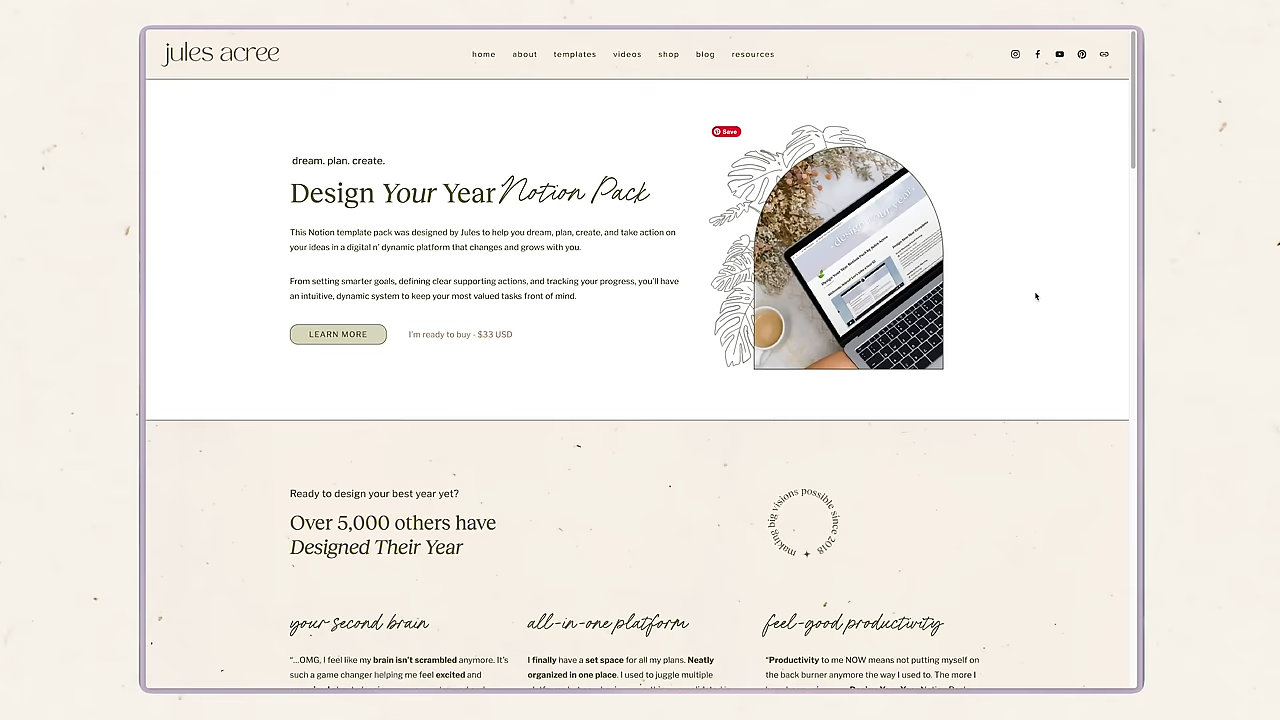 jules acree
home about templates videos shop blog resources
Save
dream. plan. create.
Design Your Year Notion Pack
This Notion template pack was designed by Jules to help you dream, plan, create, and take action on
your ideas in a digital n' dynamic platform that changes and grows with you.
From setting smarter goals, defining clear supporting actions, and tracking your progress, you'll have
an intuitive, dynamic system to keep your most valued tasks front of mind.
LEARN MORE
I'm ready to buy - $33 USD
design your year
Ready to design your best year yet?
Over 5,000 others have
Designed Their Year
making big visions possible since 2018
your second brain
all-in-one platform
feel-good productivity
"...OMG, I feel like my brain isn't scrambled anymore. It's
such a game changer helping me feel excited and
I finally have a set space for all my plans. Neatly
organized in one place. I used to juggle multiple
"Productivity to me NOW means not putting myself on
the back burner anymore the way I used to. The more I